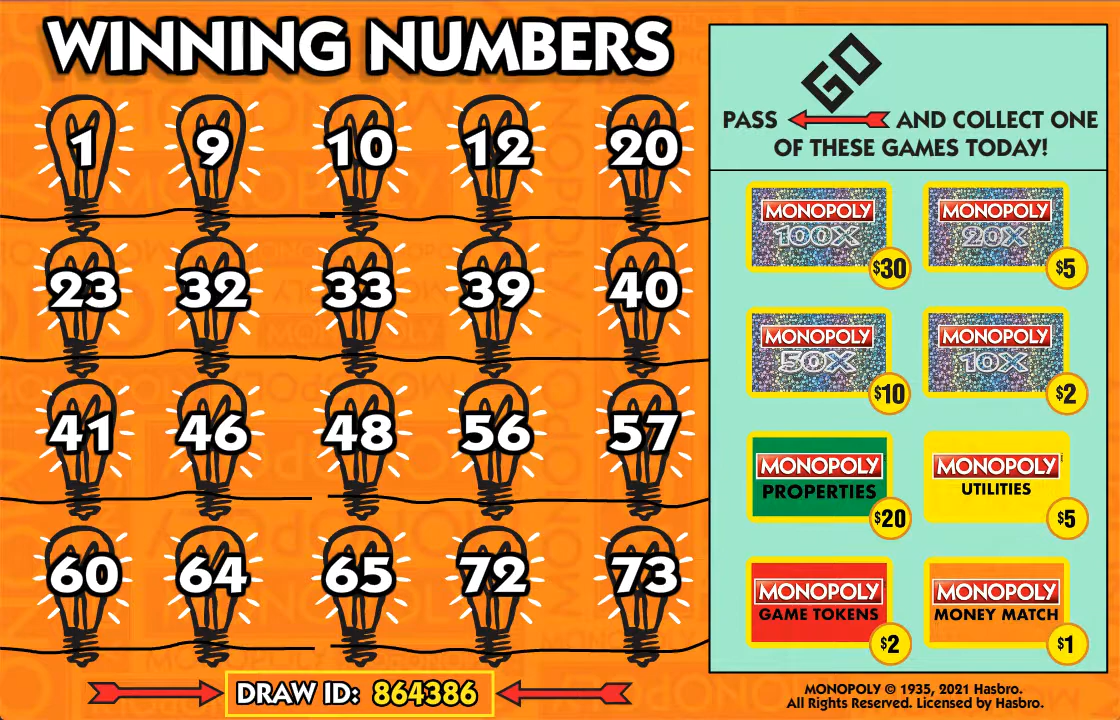 WINNING NUMBERS
1 9 10 12 20
23 32 33 39 40
41 46 48 56 57
60 64 65 72 73
DRAW ID: 864386
GO
PASS AND COLLECT ONE
OF THESE GAMES TODAY!
MONOPOLY
100X
$30
MONOPOLY
20X
$5
MONOPOLY
50X
$10
MONOPOLY
10X
$2
MONOPOLY
PROPERTIES
$20
MONOPOLY
UTILITIES
$5
MONOPOLY
GAME TOKENS
$2
MONOPOLY
MONEY MATCH
$1
MONOPOLY © 1935, 2021 Hasbro.
All Rights Reserved. Licensed by Hasbro.